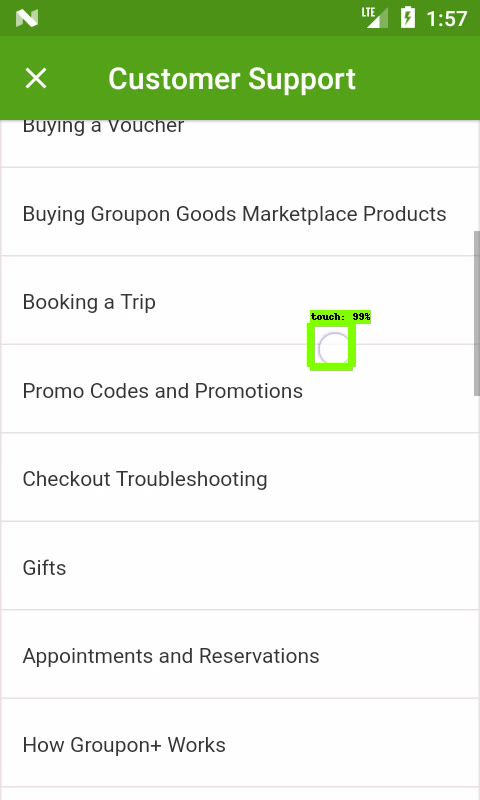 LTE
1:57
Customer Support
Buying a Voucher
Buying Groupon Goods Marketplace Products
Booking a Trip
touch: 99%
Promo Codes and Promotions
Checkout Troubleshooting
Gifts
Appointments and Reservations
How Groupon+ Works